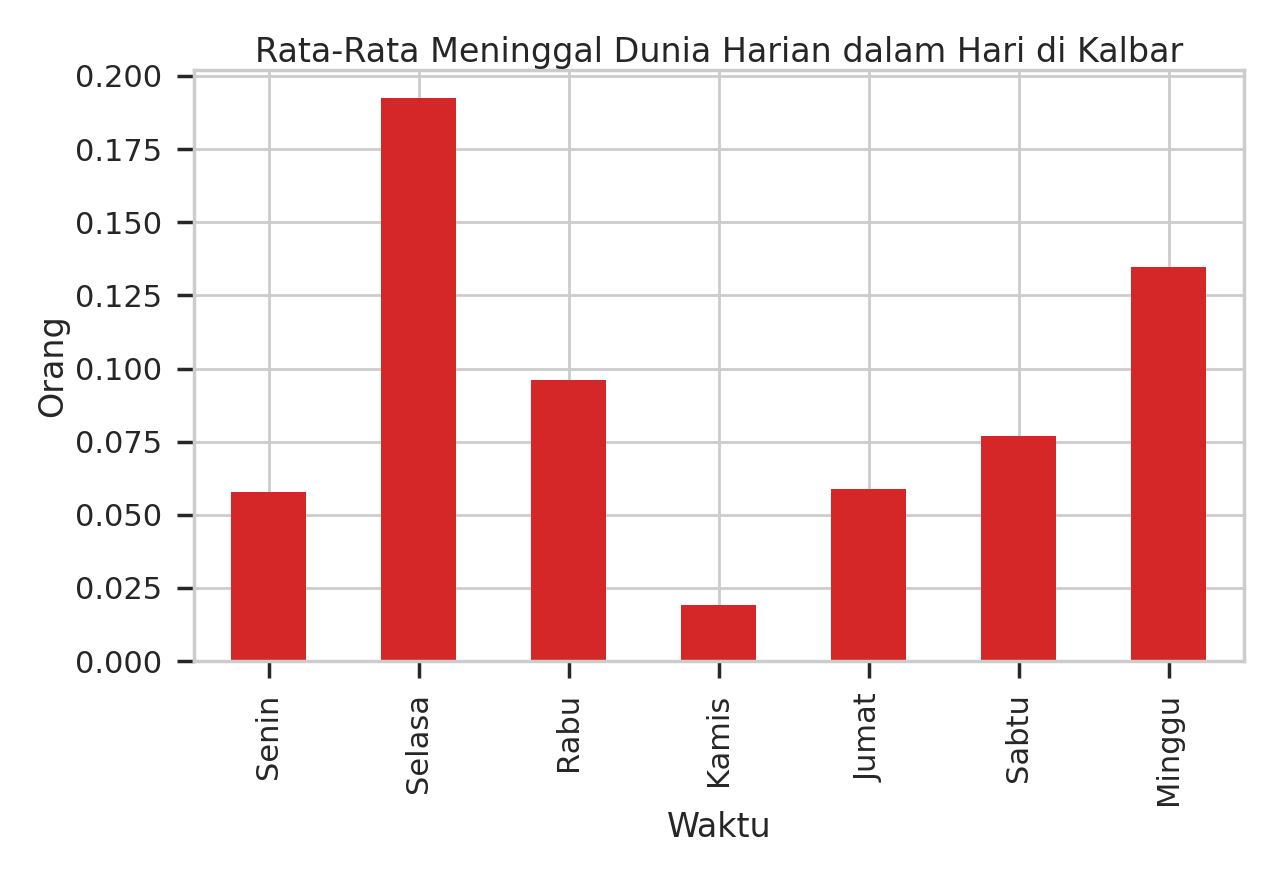 Rata-Rata Meninggal Dunia Harian dalam Hari di Kalbar
0.200
0.175
0.150
0.125
0.100
0.075
0.050
0.025
0.000
Orang
Senin
Selasa
Rabu
Kamis
Jumat
Sabtu
Minggu
Waktu